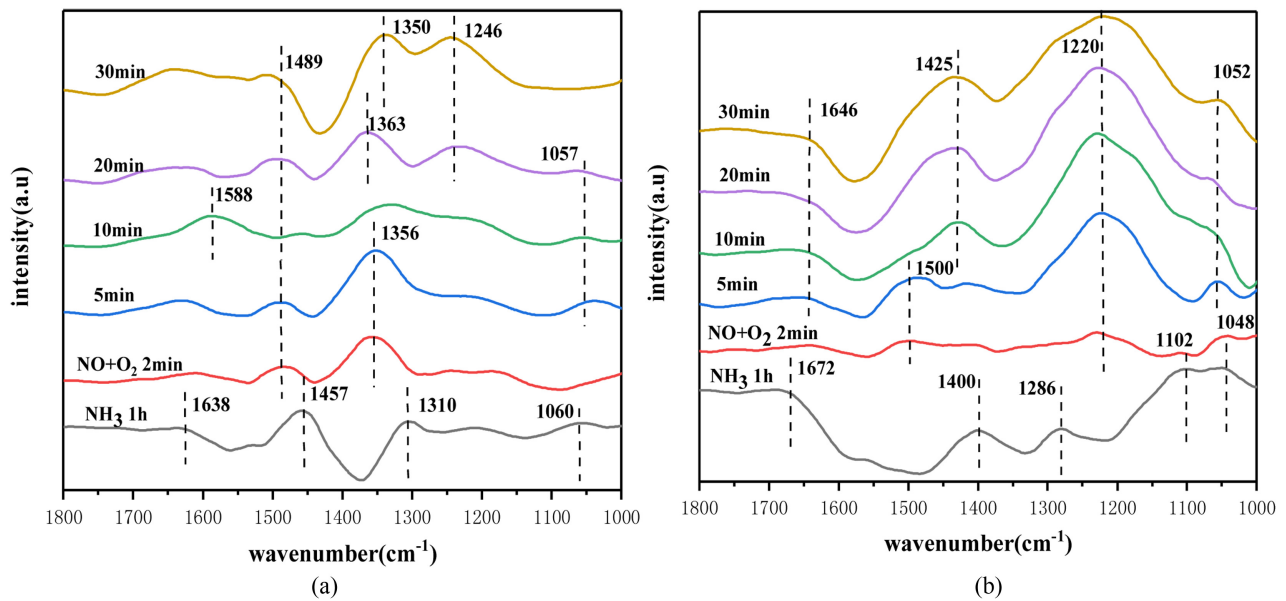 1350
1246
1489
30min
1363
20min
1057
1588
10min
1356
5min
NO+O2 2min
1457
NH3 1h
1638
1310
1060
intensity(a.u)
1800 1700 1600 1500 1400 1300 1200 1100 1000
wavenumber(cm-1)
(a)
1220
1425
1052
30min
1646
20min
10min
1500
5min
NO+O2 2min
1102
1048
NH3 1h
1672
1400
1286
intensity(a.u)
1800 1700 1600 1500 1400 1300 1200 1100 1000
wavenumber(cm-1)
(b)